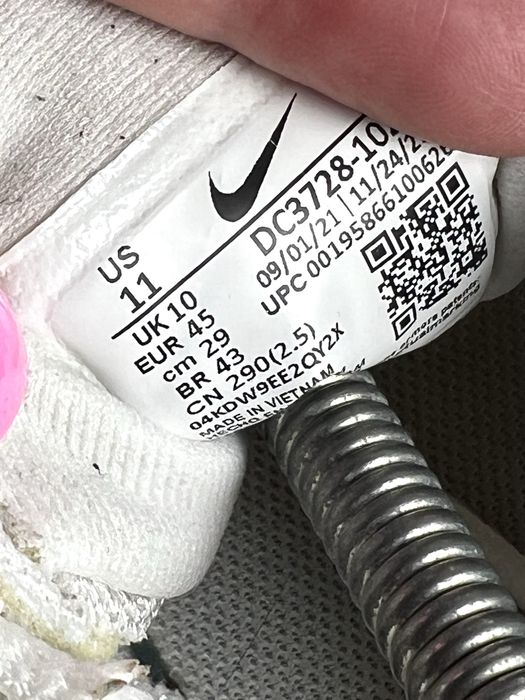 US
11
UK 10
EUR 45
cm 29
BR 43
CN 290(2.5)
04KDW9EE2QY2X
MADE IN VIETNAM
DC3728-10
09/01/21 | 11/24/2
UPC 00195866100626